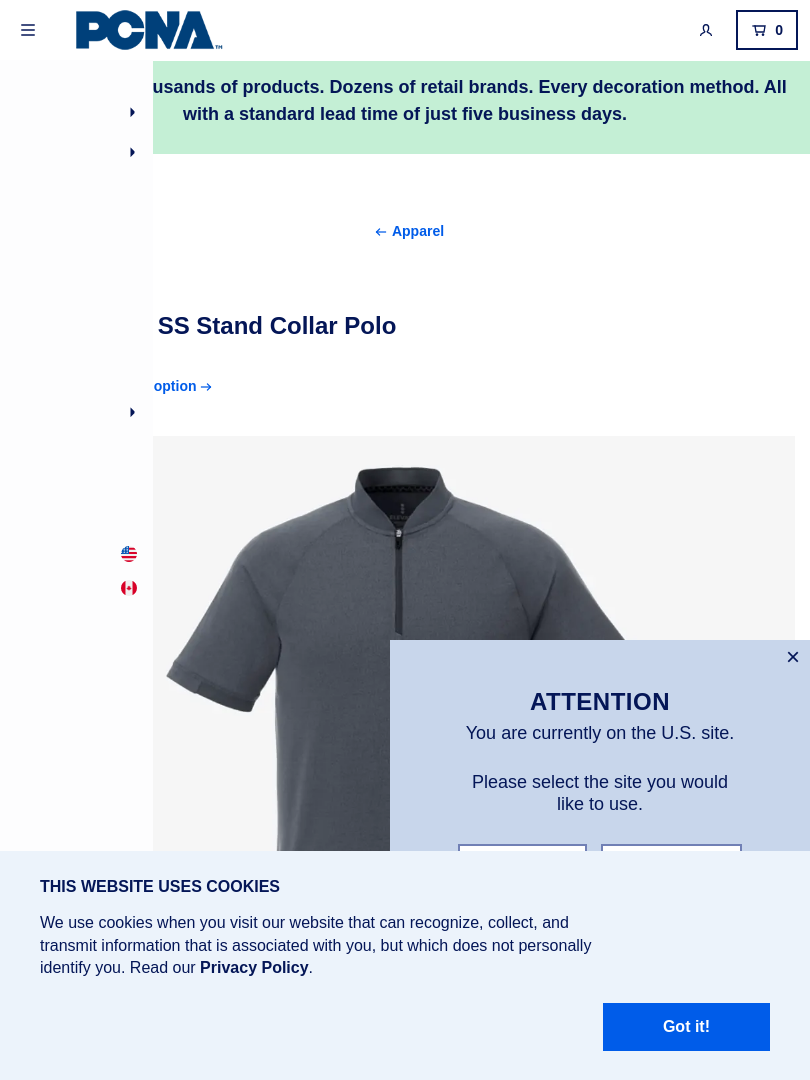 PCNA™
0
usands of products. Dozens of retail brands. Every decoration method. All
with a standard lead time of just five business days.
Apparel
SS Stand Collar Polo
option
ATTENTION
You are currently on the U.S. site.
Please select the site you would
like to use.
THIS WEBSITE USES COOKIES
We use cookies when you visit our website that can recognize, collect, and
transmit information that is associated with you, but which does not personally
identify you. Read our Privacy Policy.
Got it!